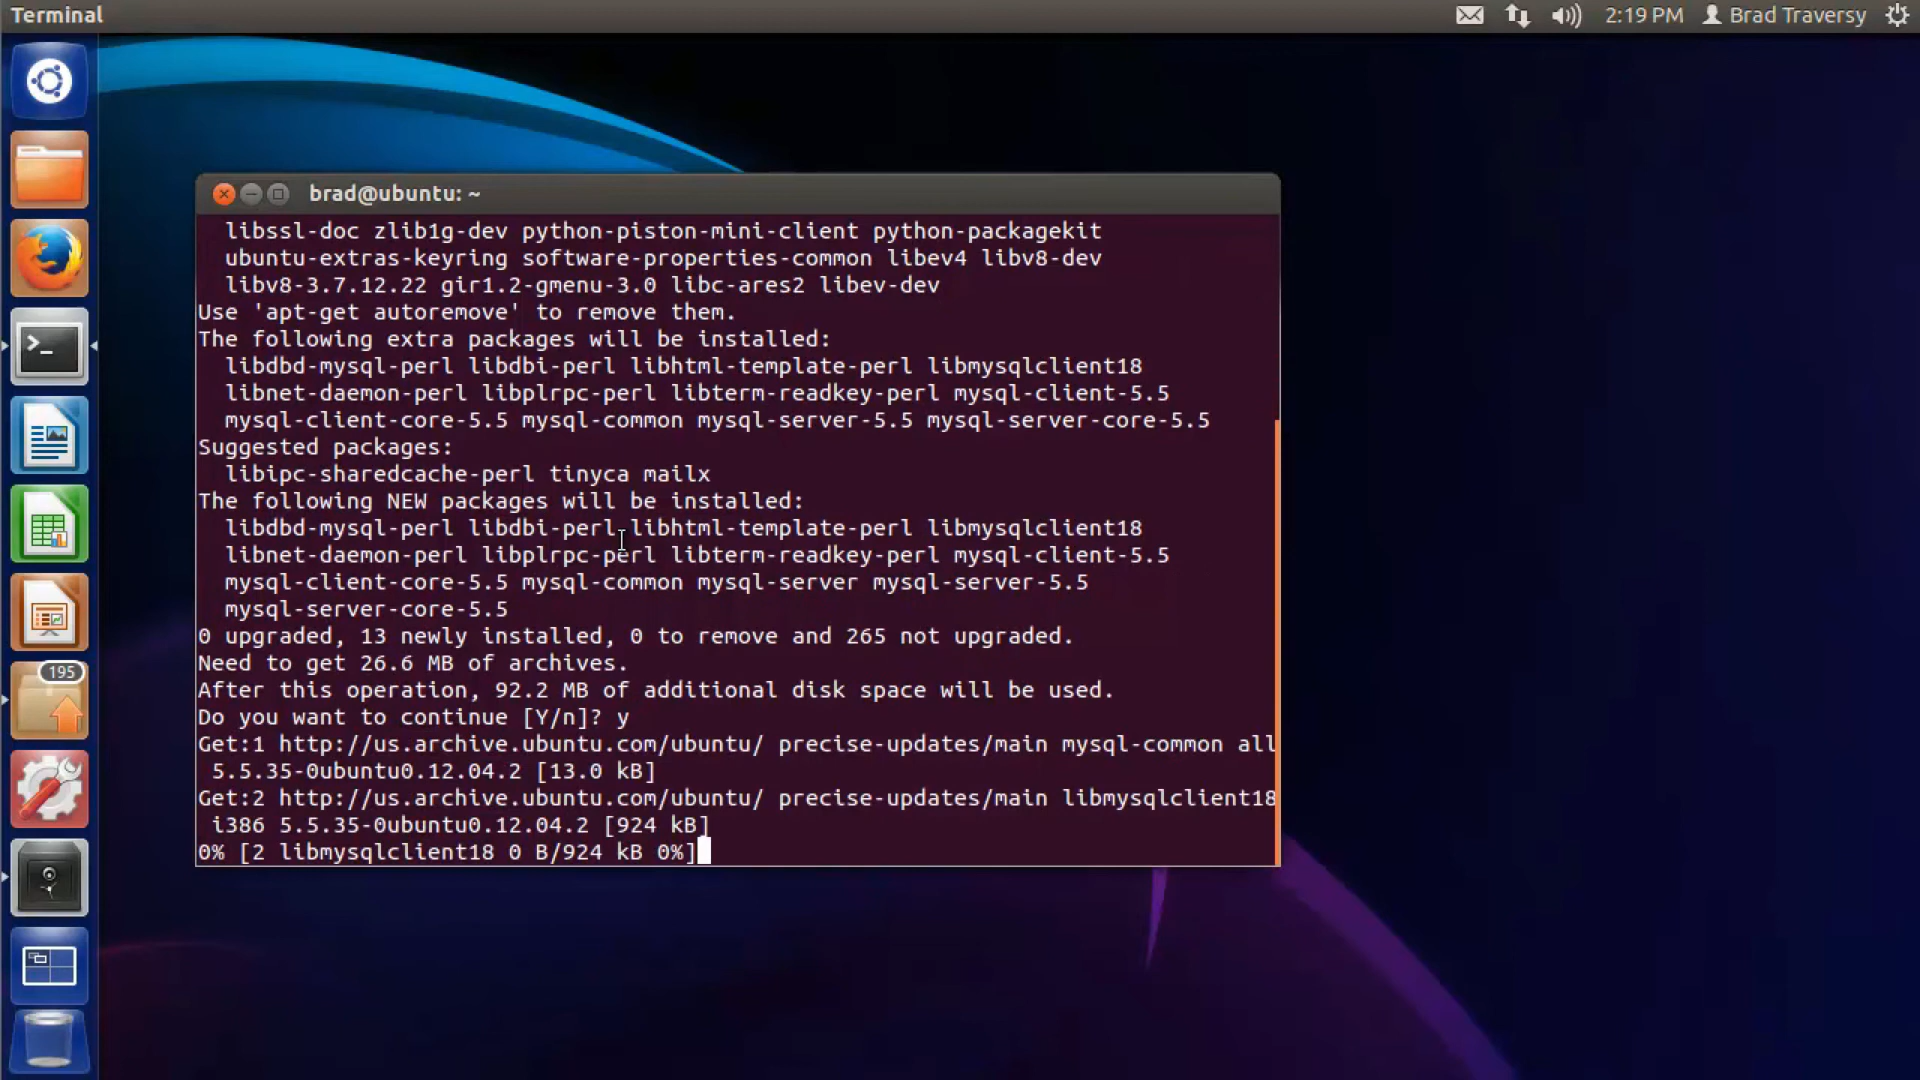 Terminal
2:19 PM Brad Traversy
brad@ubuntu: ~
libssl-doc zlib1g-dev python-piston-mini-client python-packagekit
ubuntu-extras-keyring software-properties-common libev4 libv8-dev
libv8-3.7.12.22 gir1.2-gmenu-3.0 libc-ares2 libev-dev
Use 'apt-get autoremove' to remove them.
The following extra packages will be installed:
libdbd-mysql-perl libdbi-perl libhtml-template-perl libmysqlclient18
libnet-daemon-perl libplrpc-perl libterm-readkey-perl mysql-client-5.5
mysql-client-core-5.5 mysql-common mysql-server-5.5 mysql-server-core-5.5
Suggested packages:
libipc-sharedcache-perl tinyca mailx
The following NEW packages will be installed:
libdbd-mysql-perl libdbi-perl libhtml-template-perl libmysqlclient18
libnet-daemon-perl libplrpc-perl libterm-readkey-perl mysql-client-5.5
mysql-client-core-5.5 mysql-common mysql-server mysql-server-5.5
mysql-server-core-5.5
0 upgraded, 13 newly installed, 0 to remove and 265 not upgraded.
Need to get 26.6 MB of archives.
After this operation, 92.2 MB of additional disk space will be used.
Do you want to continue [Y/n]? y
Get:1 http://us.archive.ubuntu.com/ubuntu/ precise-updates/main mysql-common all
5.5.35-0ubuntu0.12.04.2 [13.0 kB]
Get:2 http://us.archive.ubuntu.com/ubuntu/ precise-updates/main libmysqlclient18
i386 5.5.35-0ubuntu0.12.04.2 [924 kB]
0% [2 libmysqlclient18 0 B/924 kB 0%]
195